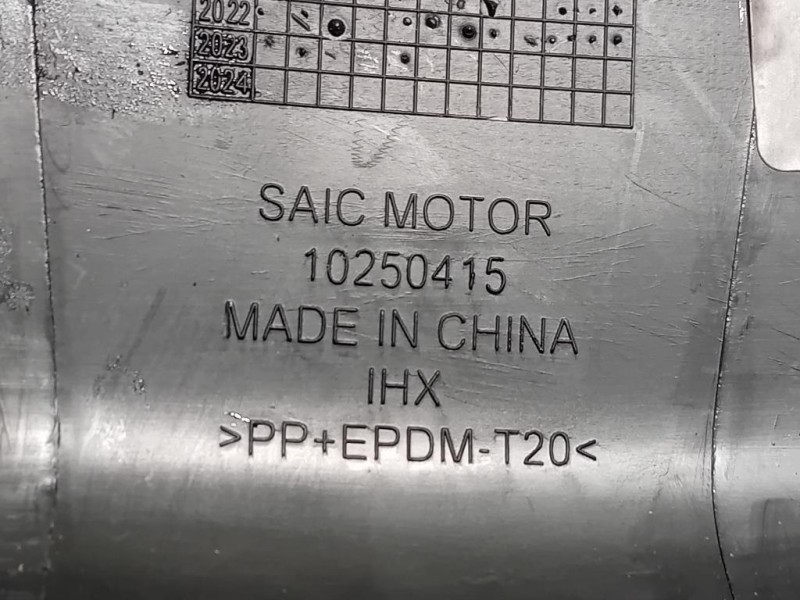 2022
2023
2024
SAIC MOTOR
10250415
MADE IN CHINA
IHX
>PP+EPDM-T20<